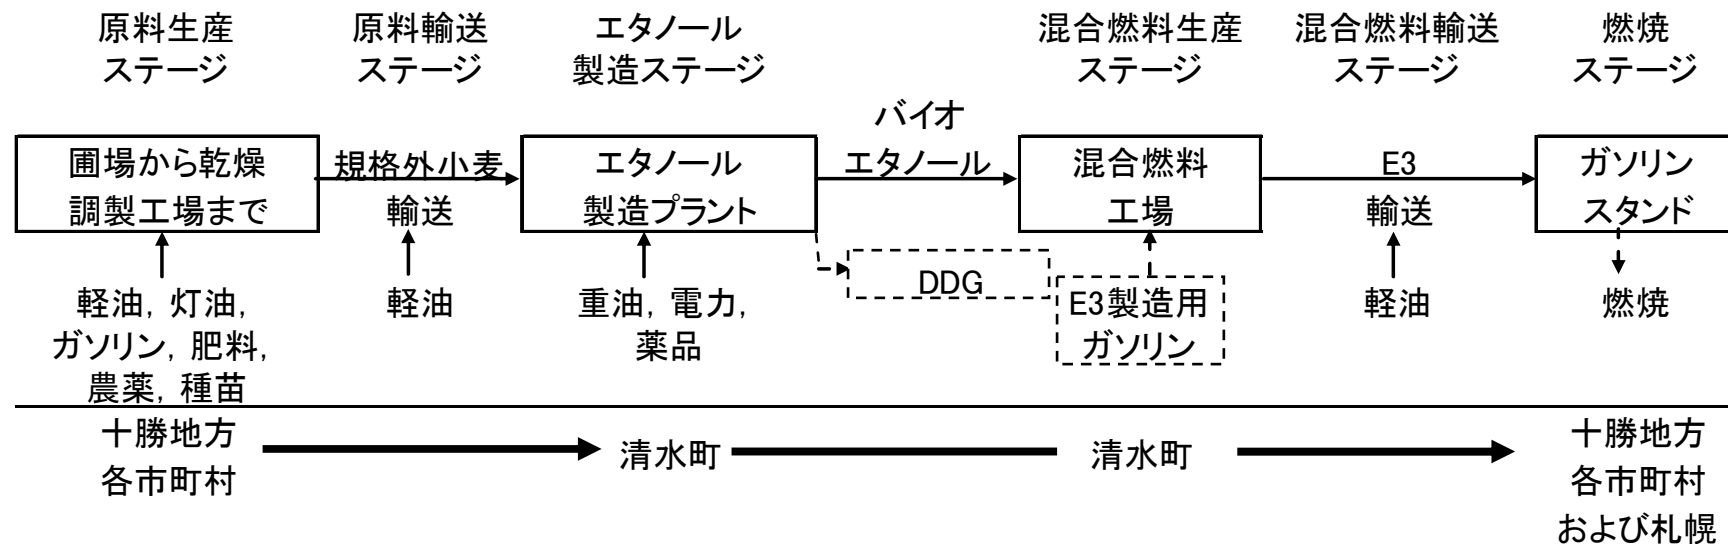 原料生産
ステージ
原料輸送
ステージ
エタノール
製造ステージ
混合燃料生産
ステージ
混合燃料輸送
ステージ
燃焼
ステージ
圃場から乾燥
調製工場まで
規格外小麦
輸送
エタノール
製造プラント
バイオ
エタノール
混合燃料
工場
E3
輸送
ガソリン
スタンド
軽油, 灯油,
ガソリン, 肥料,
農薬, 種苗
軽油
重油, 電力,
薬品
DDG
E3製造用
ガソリン
軽油
燃焼
十勝地方
各市町村
清水町
清水町
十勝地方
各市町村
および札幌